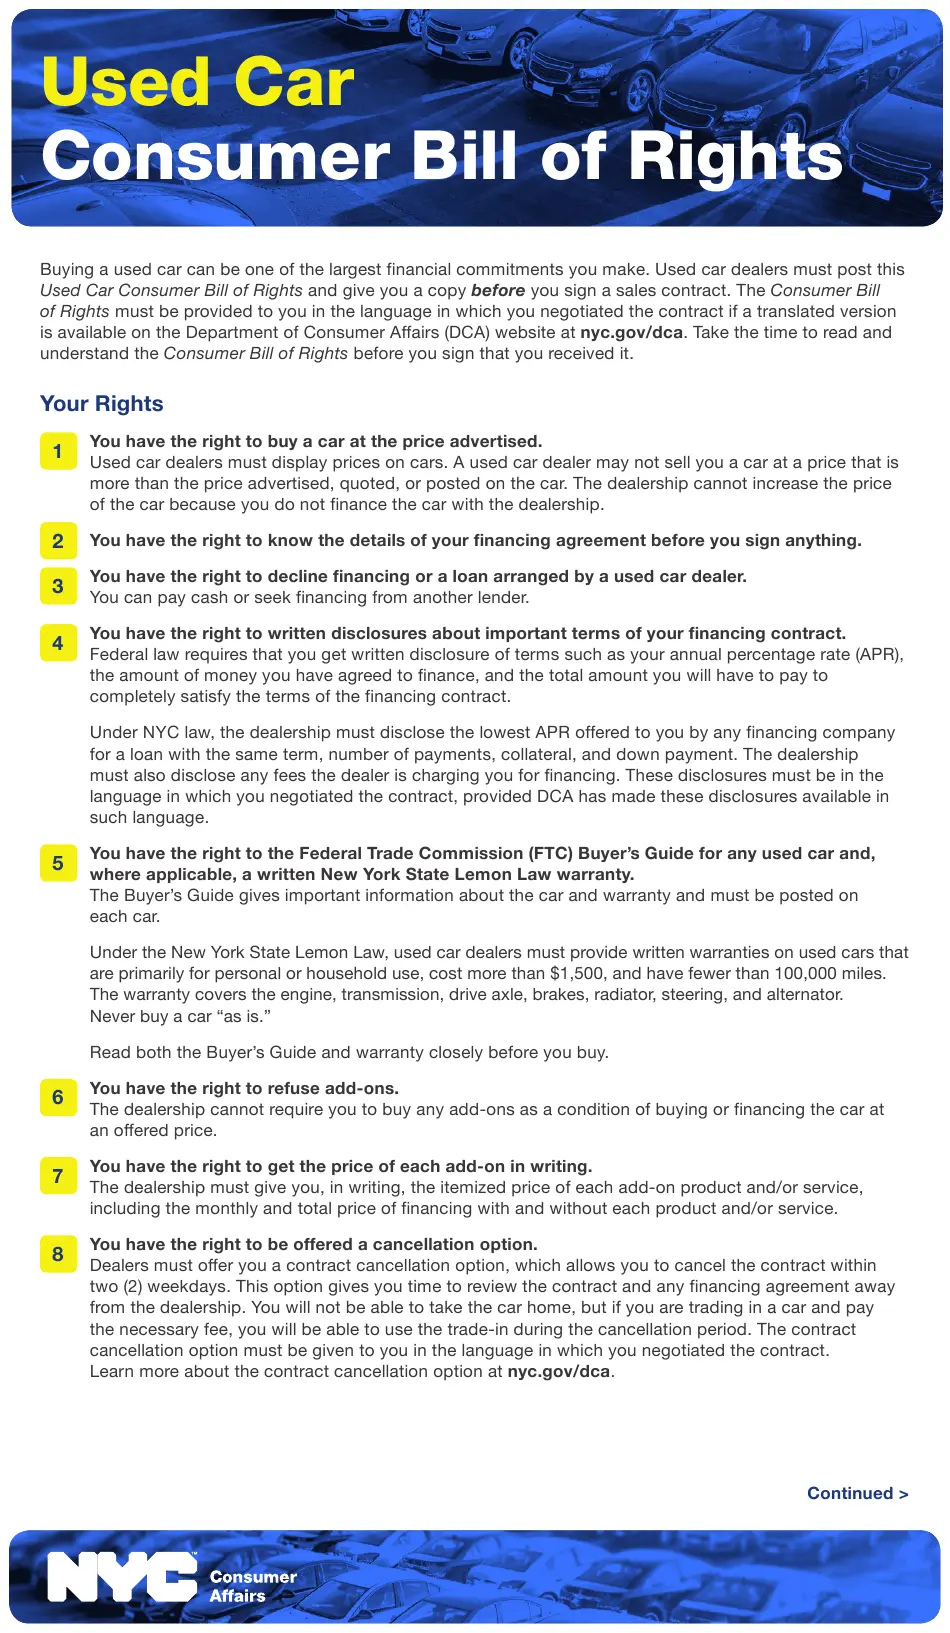 Used Car
Consumer Bill of Rights
Buying a used car can be one of the largest financial commitments you make. Used car dealers must post this
Used Car Consumer Bill of Rights and give you a copy before you sign a sales contract. The Consumer Bill
of Rights must be provided to you in the language in which you negotiated the contract if a translated version
is available on the Department of Consumer Affairs (DCA) website at nyc.gov/dca. Take the time to read and
understand the Consumer Bill of Rights before you sign that you received it.
Your Rights
1
You have the right to buy a car at the price advertised.
Used car dealers must display prices on cars. A used car dealer may not sell you a car at a price that is
more than the price advertised, quoted, or posted on the car. The dealership cannot increase the price
of the car because you do not finance the car with the dealership.
2
You have the right to know the details of your financing agreement before you sign anything.
3
You have the right to decline financing or a loan arranged by a used car dealer.
You can pay cash or seek financing from another lender.
4
You have the right to written disclosures about important terms of your financing contract.
Federal law requires that you get written disclosure of terms such as your annual percentage rate (APR),
the amount of money you have agreed to finance, and the total amount you will have to pay to
completely satisfy the terms of the financing contract.
Under NYC law, the dealership must disclose the lowest APR offered to you by any financing company
for a loan with the same term, number of payments, collateral, and down payment. The dealership
must also disclose any fees the dealer is charging you for financing. These disclosures must be in the
language in which you negotiated the contract, provided DCA has made these disclosures available in
such language.
5
You have the right to the Federal Trade Commission (FTC) Buyer's Guide for any used car and,
where applicable, a written New York State Lemon Law warranty.
The Buyer's Guide gives important information about the car and warranty and must be posted on
each car.
Under the New York State Lemon Law, used car dealers must provide written warranties on used cars that
are primarily for personal or household use, cost more than $1,500, and have fewer than 100,000 miles.
The warranty covers the engine, transmission, drive axle, brakes, radiator, steering, and alternator.
Never buy a car “as is.”
Read both the Buyer's Guide and warranty closely before you buy.
6
You have the right to refuse add-ons.
The dealership cannot require you to buy any add-ons as a condition of buying or financing the car at
an offered price.
7
You have the right to get the price of each add-on in writing.
The dealership must give you, in writing, the itemized price of each add-on product and/or service,
including the monthly and total price of financing with and without each product and/or service.
8
You have the right to be offered a cancellation option.
Dealers must offer you a contract cancellation option, which allows you to cancel the contract within
two (2) weekdays. This option gives you time to review the contract and any financing agreement away
from the dealership. You will not be able to take the car home, but if you are trading in a car and pay
the necessary fee, you will be able to use the trade-in during the cancellation period. The contract
cancellation option must be given to you in the language in which you negotiated the contract.
Learn more about the contract cancellation option at nyc.gov/dca.
Continued >
NYC™
Consumer
Affairs